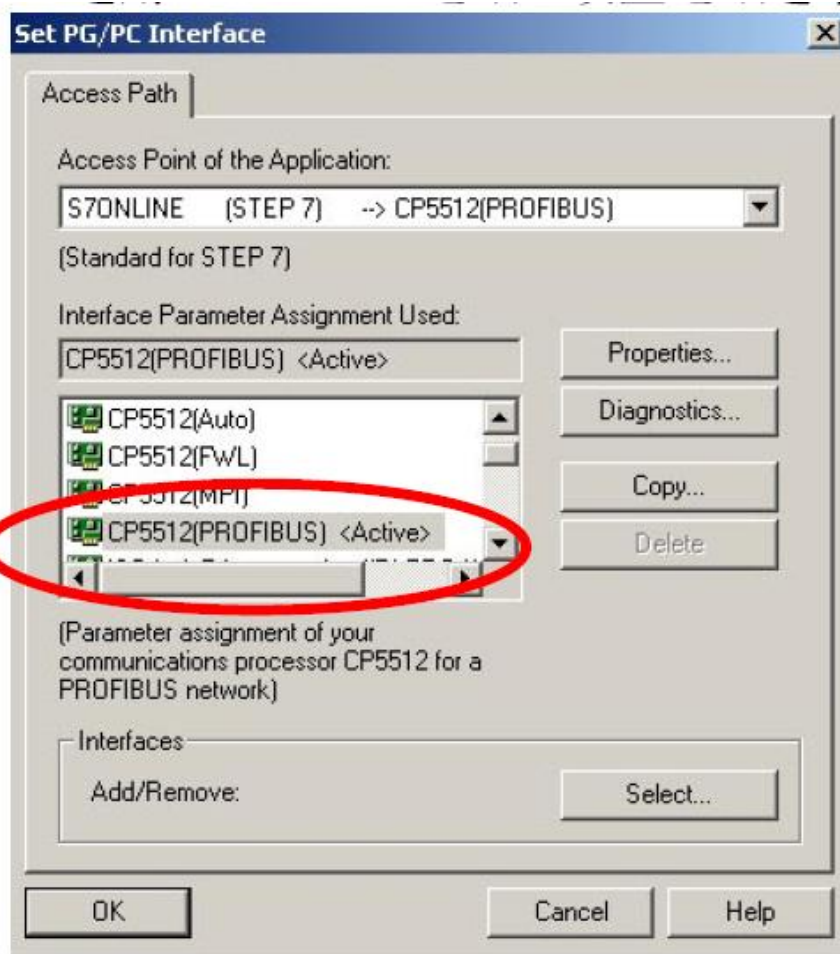 Set PG/PC Interface
Access Path
Access Point of the Application:
S7ONLINE (STEP 7) --> CP5512(PROFIBUS)
(Standard for STEP 7)
Interface Parameter Assignment Used:
CP5512(PROFIBUS) <Active>
Properties...
CP5512(Auto)
Diagnostics...
CP5512(FWL)
CP5512(MPI)
Copy...
CP5512(PROFIBUS) <Active>
Delete
(Parameter assignment of your
communications processor CP5512 for a
PROFIBUS network)
Interfaces
Add/Remove:
Select...
OK
Cancel
Help